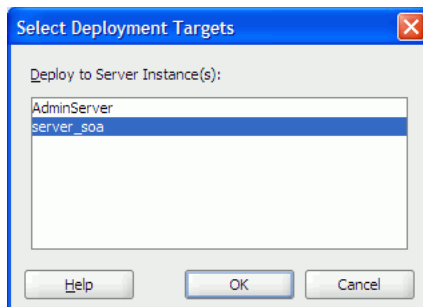 Select Deployment Targets
Deploy to Server Instance(s):
AdminServer
server_soa
Help
OK
Cancel